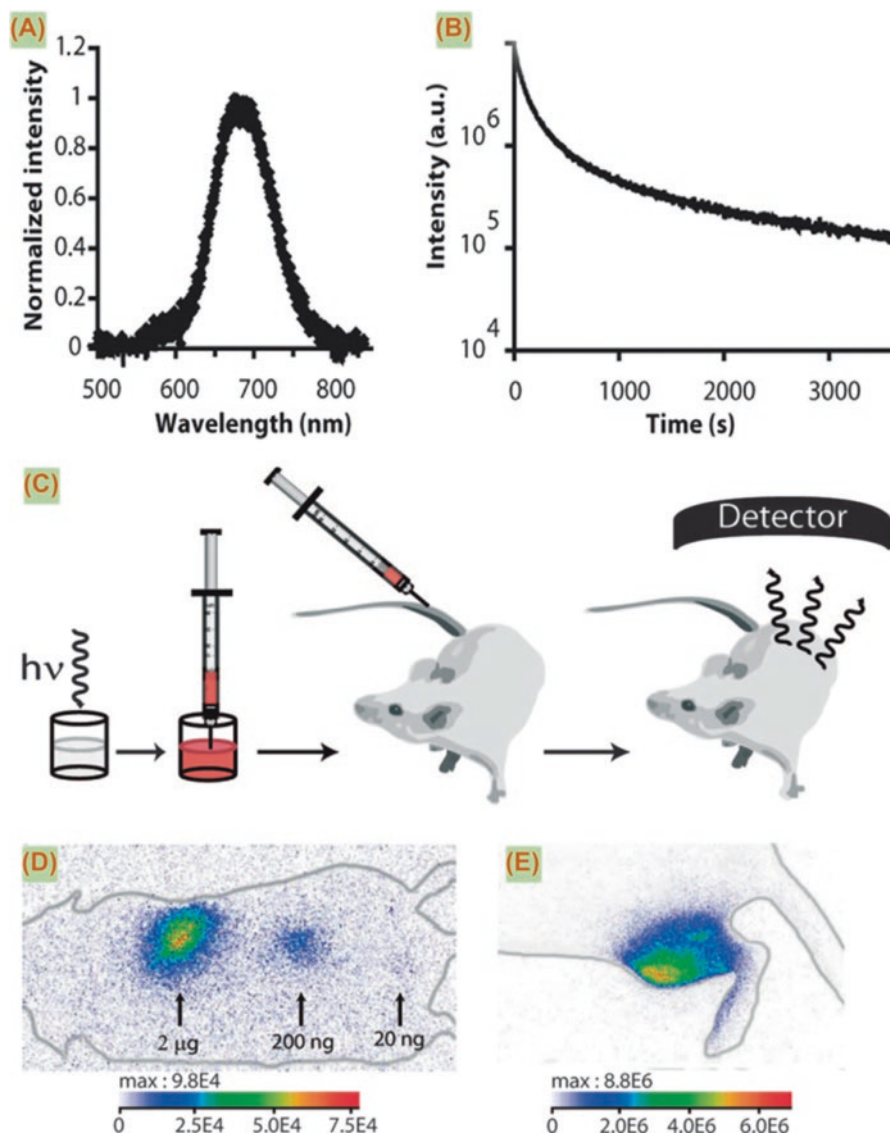 (A)
1.2
1
0.8
0.6
0.4
0.2
0
500 600 700 800
Normalized intensity
Wavelength (nm)
(B)
10^6
10^5
10^4
0 1000 2000 3000
Intensity (a.u.)
Time (s)
(C)
Detector
hν
(D)
2 μg 200 ng 20 ng
max : 9.8E4
0 2.5E4 5.0E4 7.5E4
(E)
max : 8.8E6
0 2.0E6 4.0E6 6.0E6